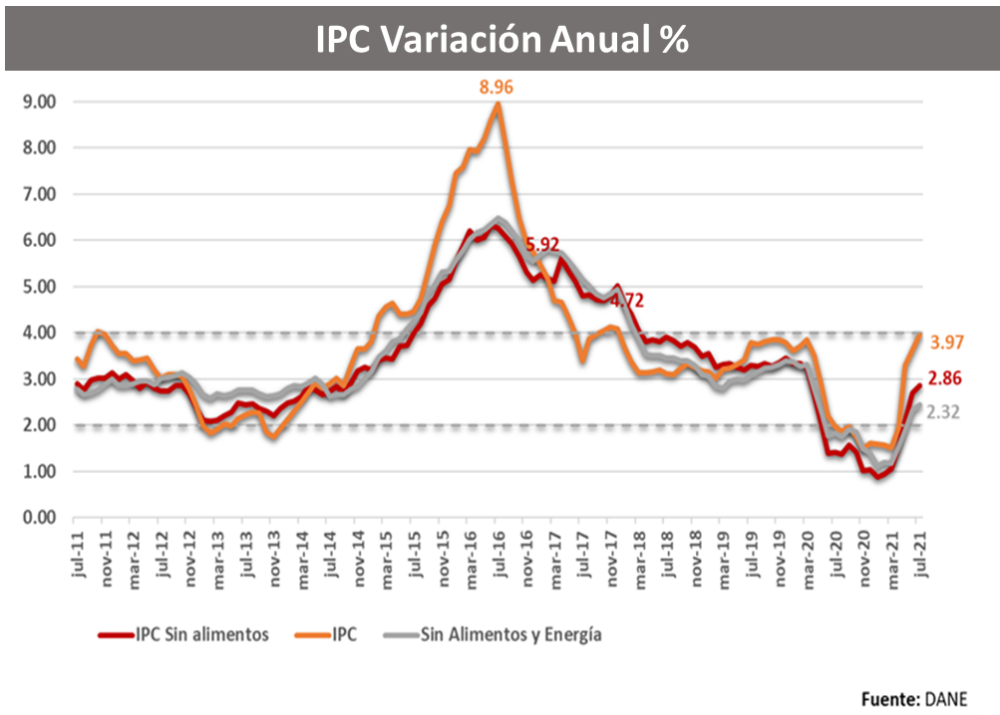 IPC Variación Anual %
8.96
9.00
8.00
7.00
6.00
5.92
5.00
4.72
4.00
3.97
3.00
2.86
2.32
2.00
1.00
0.00
jul-11
nov-11
mar-12
jul-12
nov-12
mar-13
jul-13
nov-13
mar-14
jul-14
nov-14
mar-15
jul-15
nov-15
mar-16
jul-16
nov-16
mar-17
jul-17
nov-17
mar-18
jul-18
nov-18
mar-19
jul-19
nov-19
mar-20
jul-20
nov-20
mar-21
jul-21
IPC Sin alimentos
IPC
Sin Alimentos y Energía
Fuente: DANE